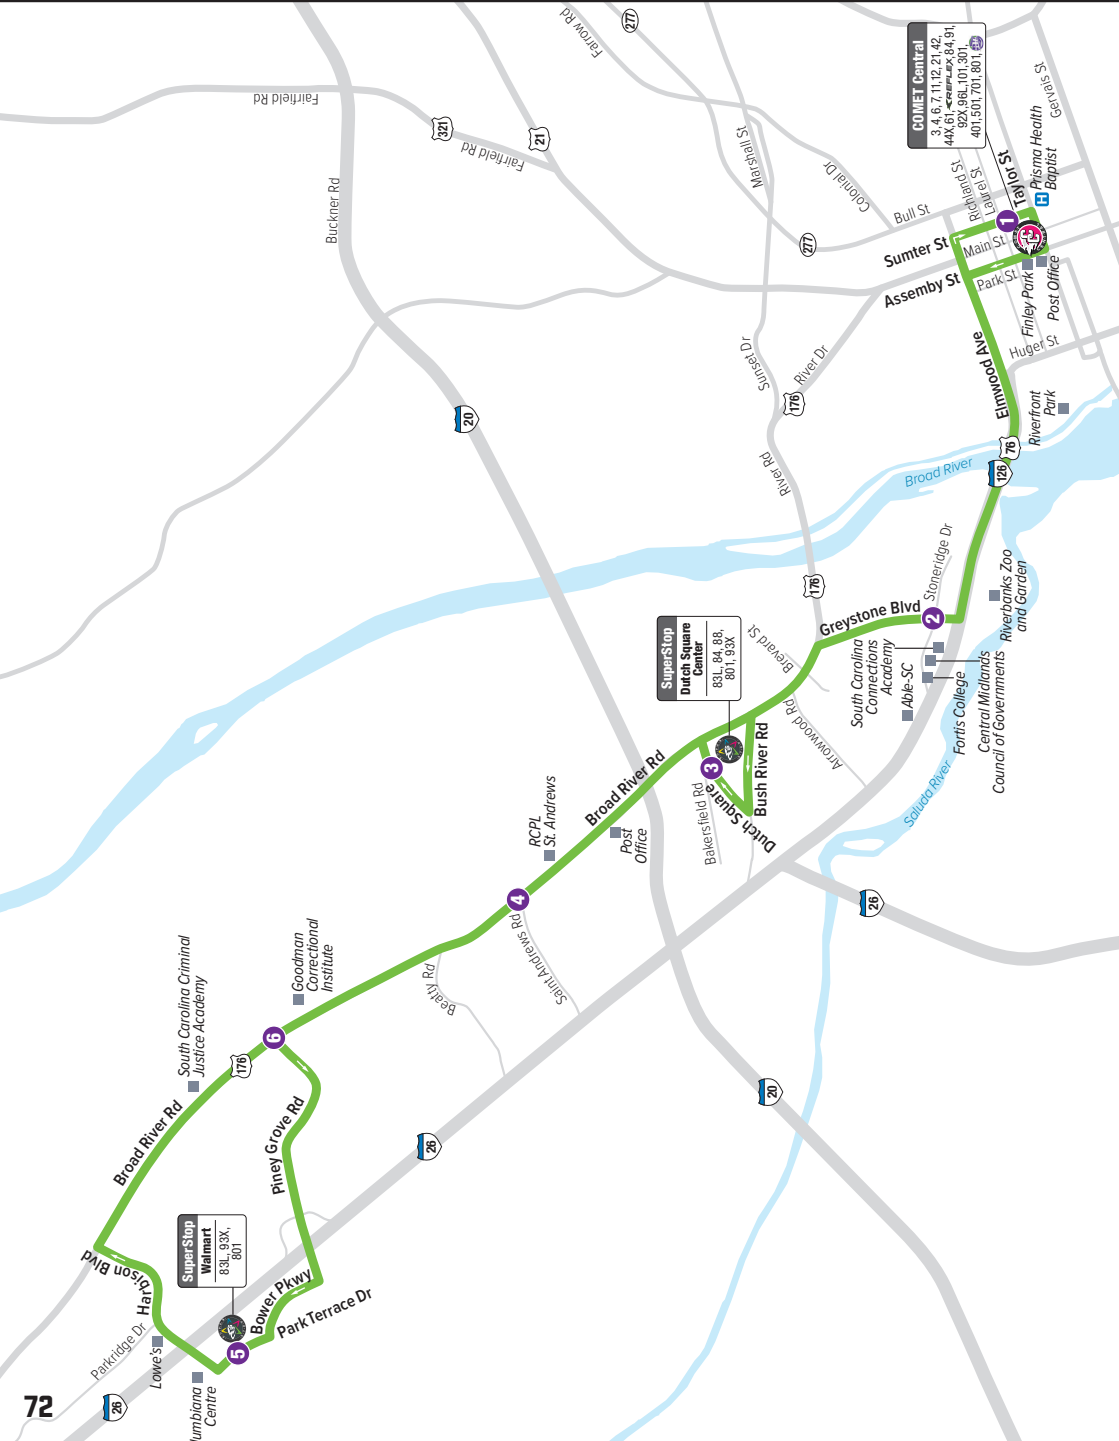 Farrow Rd
277
Fairfield Rd
321
Fairfield Rd
21
Buckner Rd
Marshall St
Colonial Dr
277
Bull St
COMET Central
3, 4, 6, 7, 11, 12, 21, 42,
44X, 61, REFLEX, 84, 91,
92X, 96L, 101, 301,
401, 501, 701, 801,
Gervais St
Richland St
Laurel St
Taylor St
Prisma Health
Baptist
H
1
Sumter St
Main St
Assemby St
Park St
Finley Park
Post Office
Huger St
Elmwood Ave
Riverfront
Park
76
126
Broad River
Sunset Dr
River Dr
176
River Rd
176
20
Stoneridge Dr
Greystone Blvd
2
Riverbanks Zoo
and Garden
South Carolina
Connections
Academy
Able-SC
Fortis College
Central Midlands
Council of Governments
Saluda River
SuperStop
Dutch Square
Center
83L, 84, 88,
801, 93X
Brevard St
Arrowwood Rd
Bush River Rd
3
Dutch Square
Bakersfield Rd
Broad River Rd
Post
Office
RCPL
St. Andrews
4
Saint Andrews Rd
Beatty Rd
26
20
26
Goodman
Correctional
Institute
South Carolina Criminal
Justice Academy
6
176
Broad River Rd
Piney Grove Rd
SuperStop
Walmart
83L, 93X,
801
Harbison Blvd
Bower Pkwy
Park Terrace Dr
5
Parkridge Dr
Lowe's
umbiana
Centre
26
72